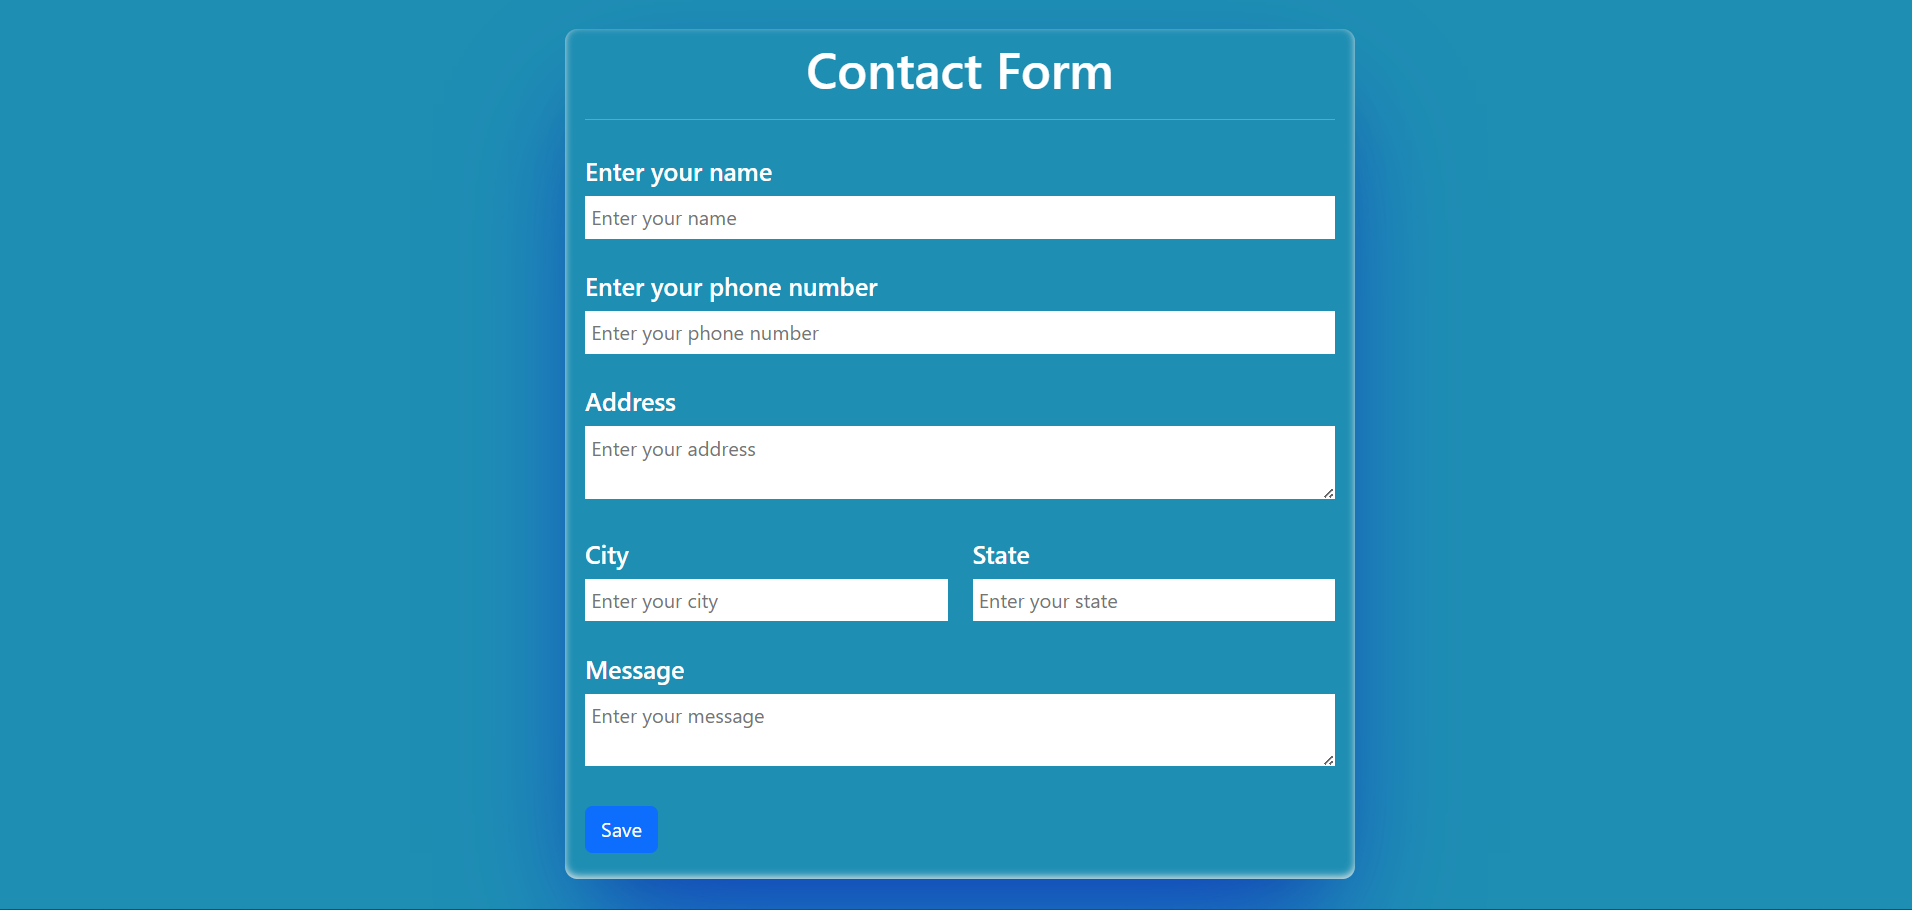 Contact Form
Enter your name
Enter your name
Enter your phone number
Enter your phone number
Address
Enter your address
City
State
Enter your city
Enter your state
Message
Enter your message
Save